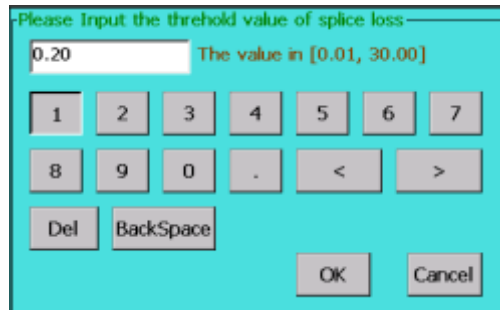 Please Input the threhold value of splice loss
0.20 The value in [0.01, 30.00]
1 2 3 4 5 6 7
8 9 0 . < >
Del BackSpace
OK Cancel